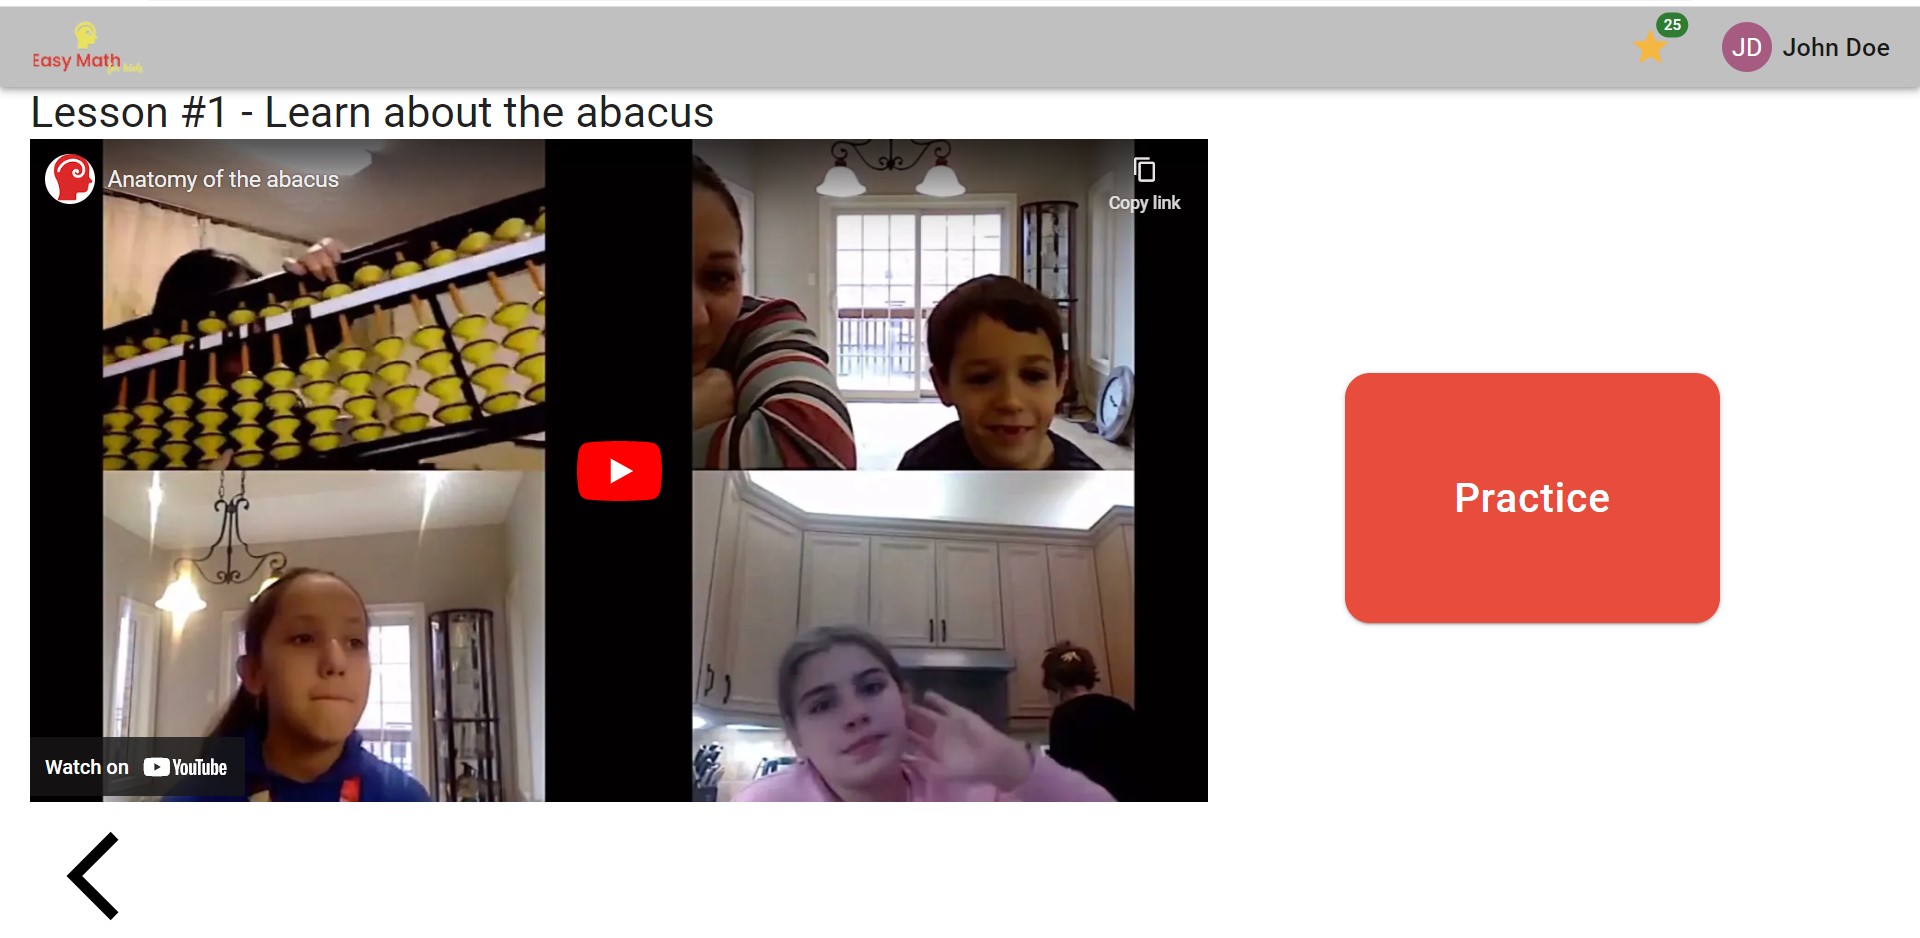 Easy Math
for kids
25
JD John Doe
Lesson #1 - Learn about the abacus
Anatomy of the abacus
Copy link
Practice
Watch on YouTube